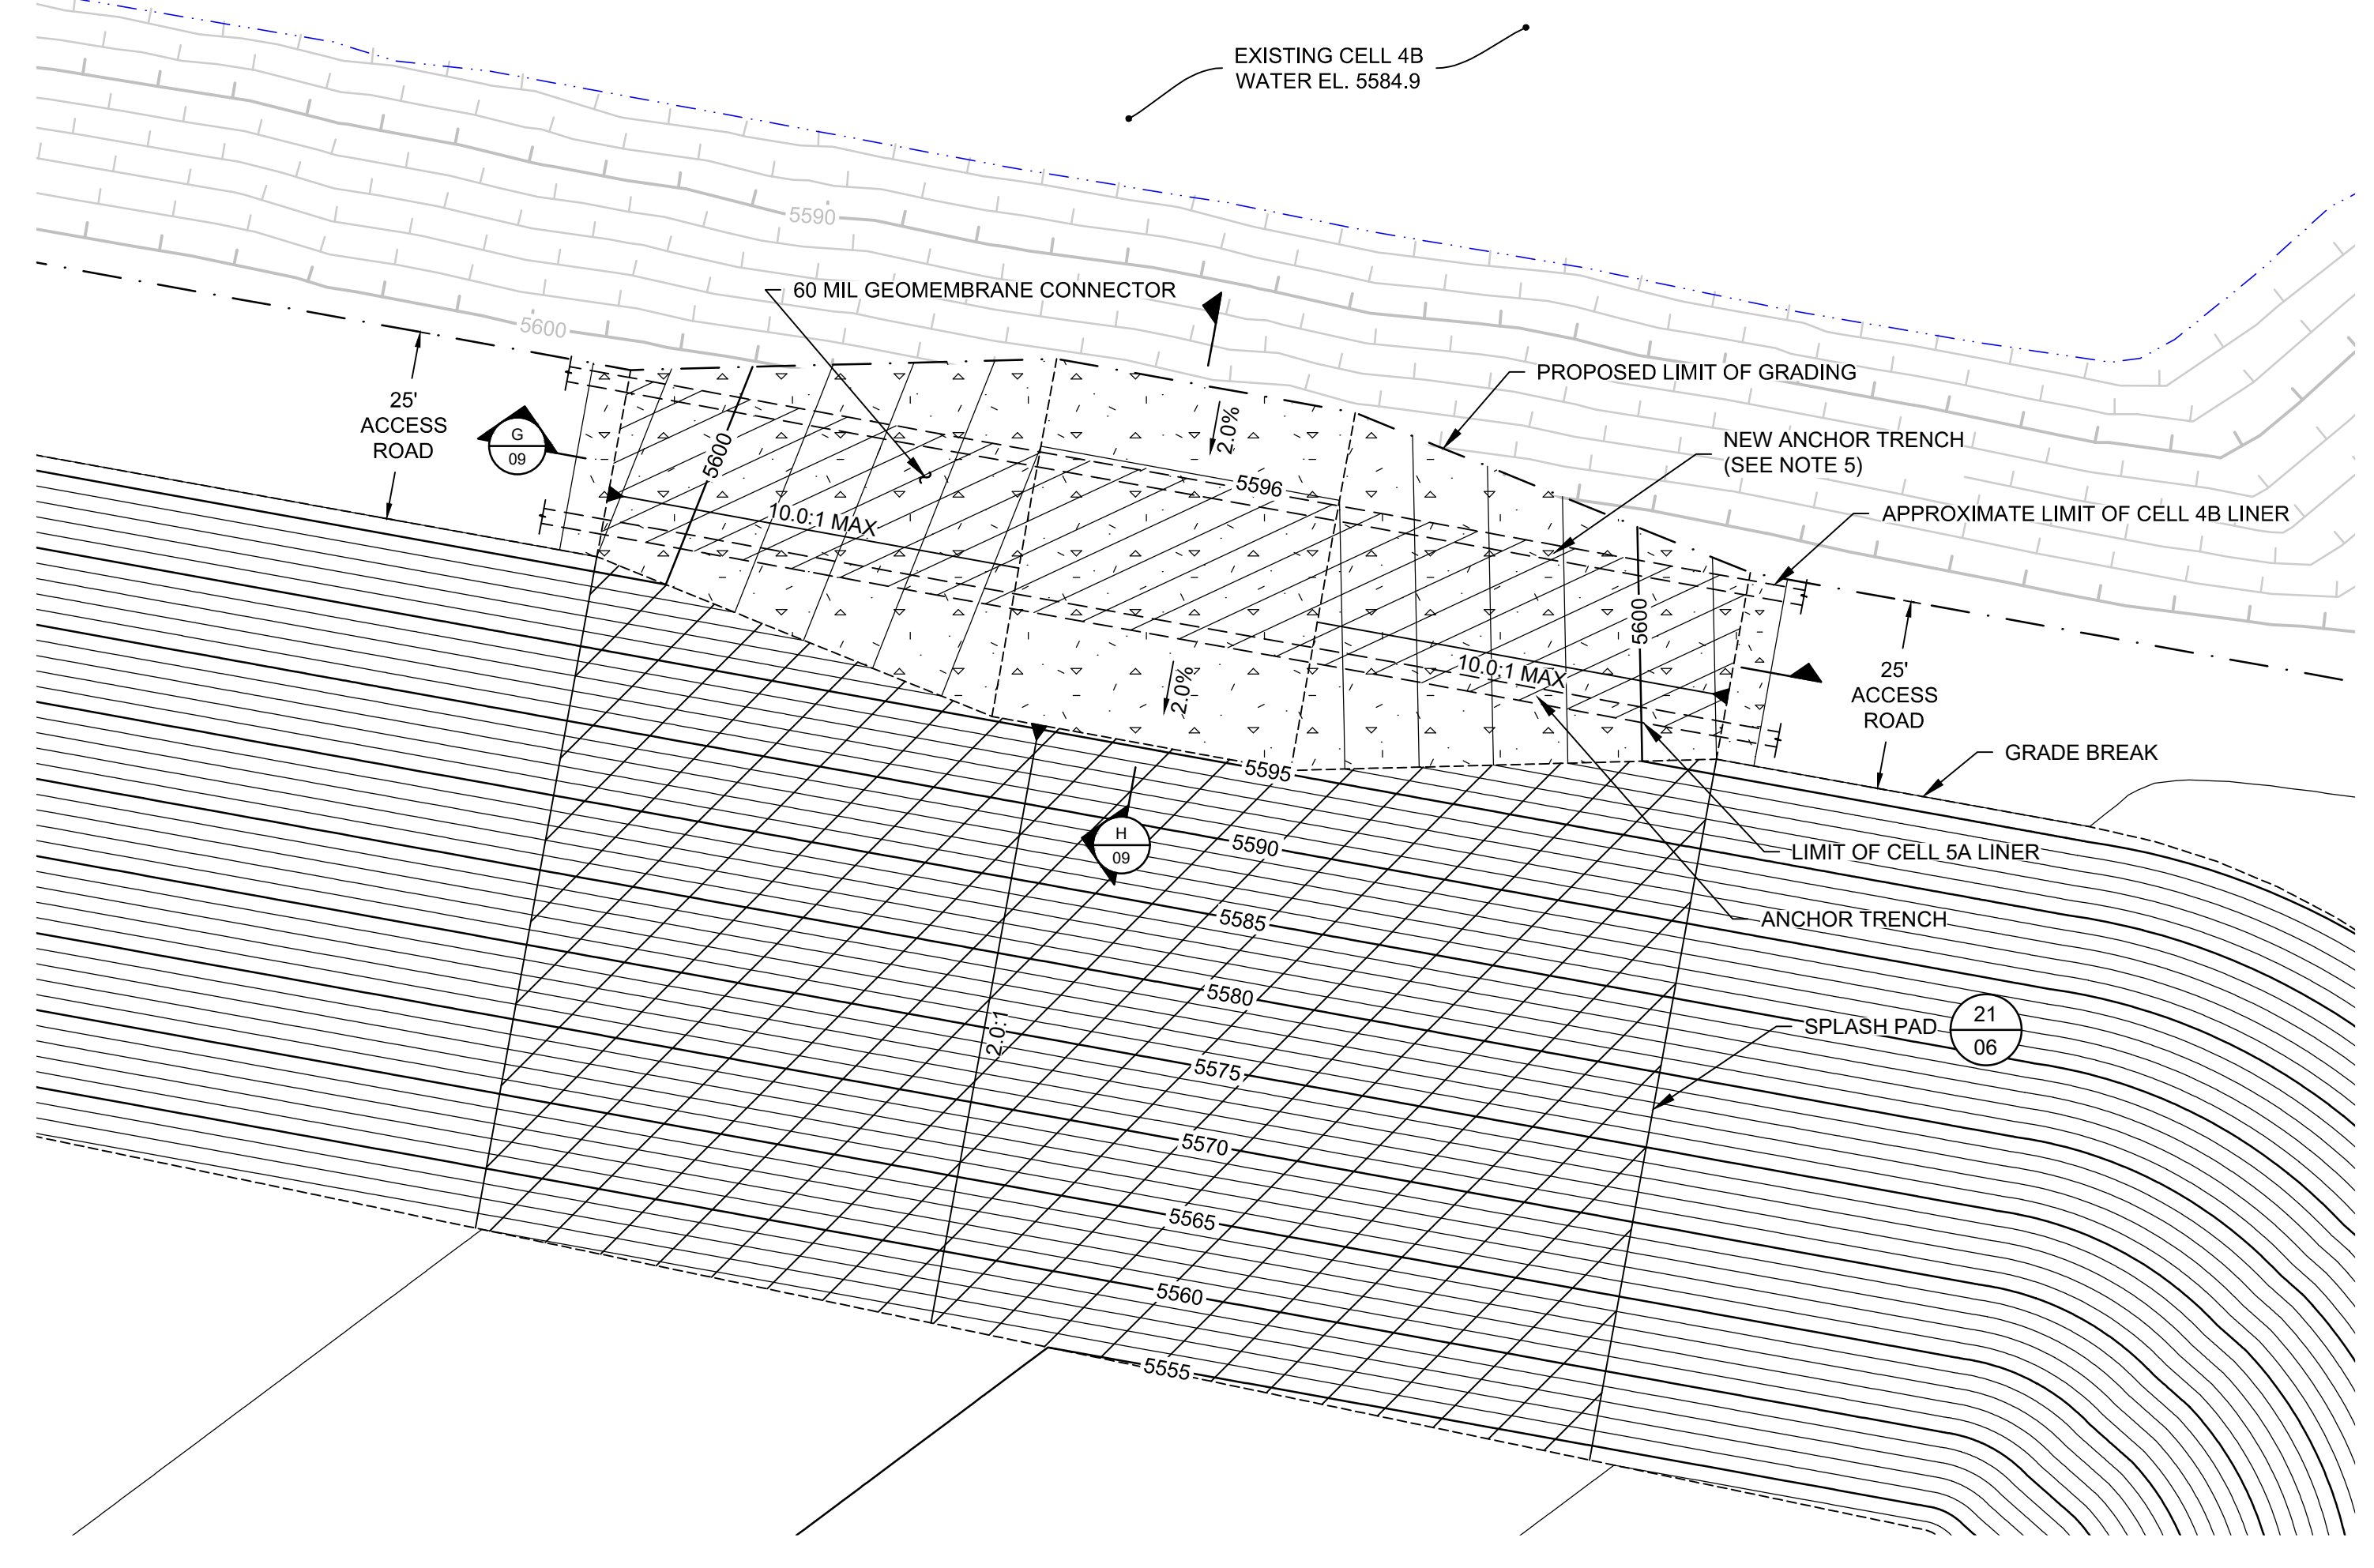 EXISTING CELL 4B
WATER EL. 5584.9
5590
60 MIL GEOMEMBRANE CONNECTOR
5600
PROPOSED LIMIT OF GRADING
25'
ACCESS
ROAD
2.0%
G
09
5600
NEW ANCHOR TRENCH
(SEE NOTE 5)
5596
10.0:1 MAX
APPROXIMATE LIMIT OF CELL 4B LINER
5600
10.0:1 MAX
2.0%
25'
ACCESS
ROAD
GRADE BREAK
5595
H
09
5590
LIMIT OF CELL 5A LINER
5585
ANCHOR TRENCH
5580
2.0:1
SPLASH PAD
21
06
5575
5570
5565
5560
5555